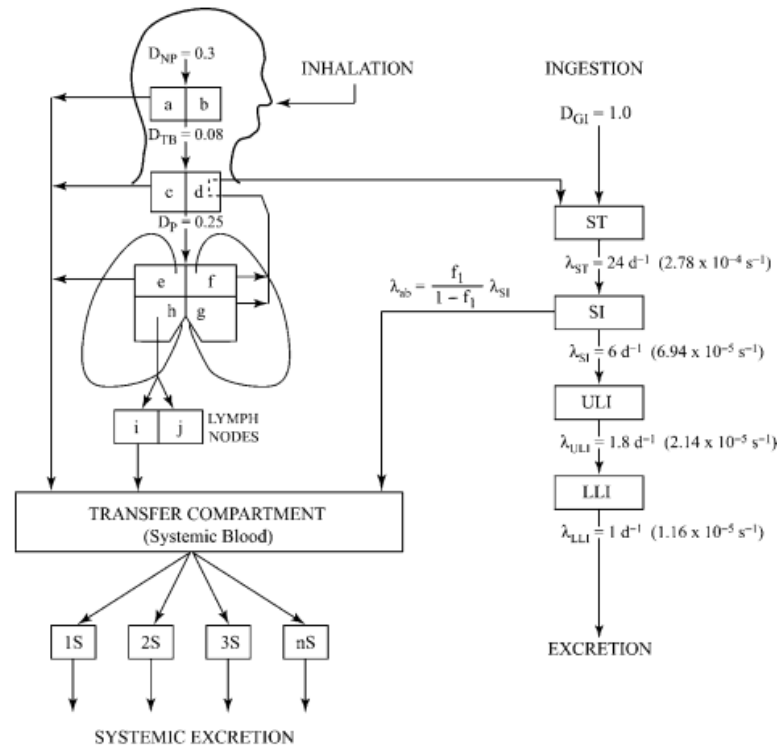 D_NP = 0.3
INHALATION
INGESTION
a b
D_GI = 1.0
D_TB = 0.08
c d
ST
D_P = 0.25
λ_ST = 24 d⁻¹ (2.78 x 10⁻⁴ s⁻¹)
e f
λ_ab = f₁ / 1 − f₁ λ_SI
SI
h g
λ_SI = 6 d⁻¹ (6.94 x 10⁻⁵ s⁻¹)
ULI
i j
LYMPH
NODES
λ_ULI = 1.8 d⁻¹ (2.14 x 10⁻⁵ s⁻¹)
LLI
TRANSFER COMPARTMENT
(Systemic Blood)
λ_LLI = 1 d⁻¹ (1.16 x 10⁻⁵ s⁻¹)
1S 2S 3S nS
EXCRETION
SYSTEMIC EXCRETION